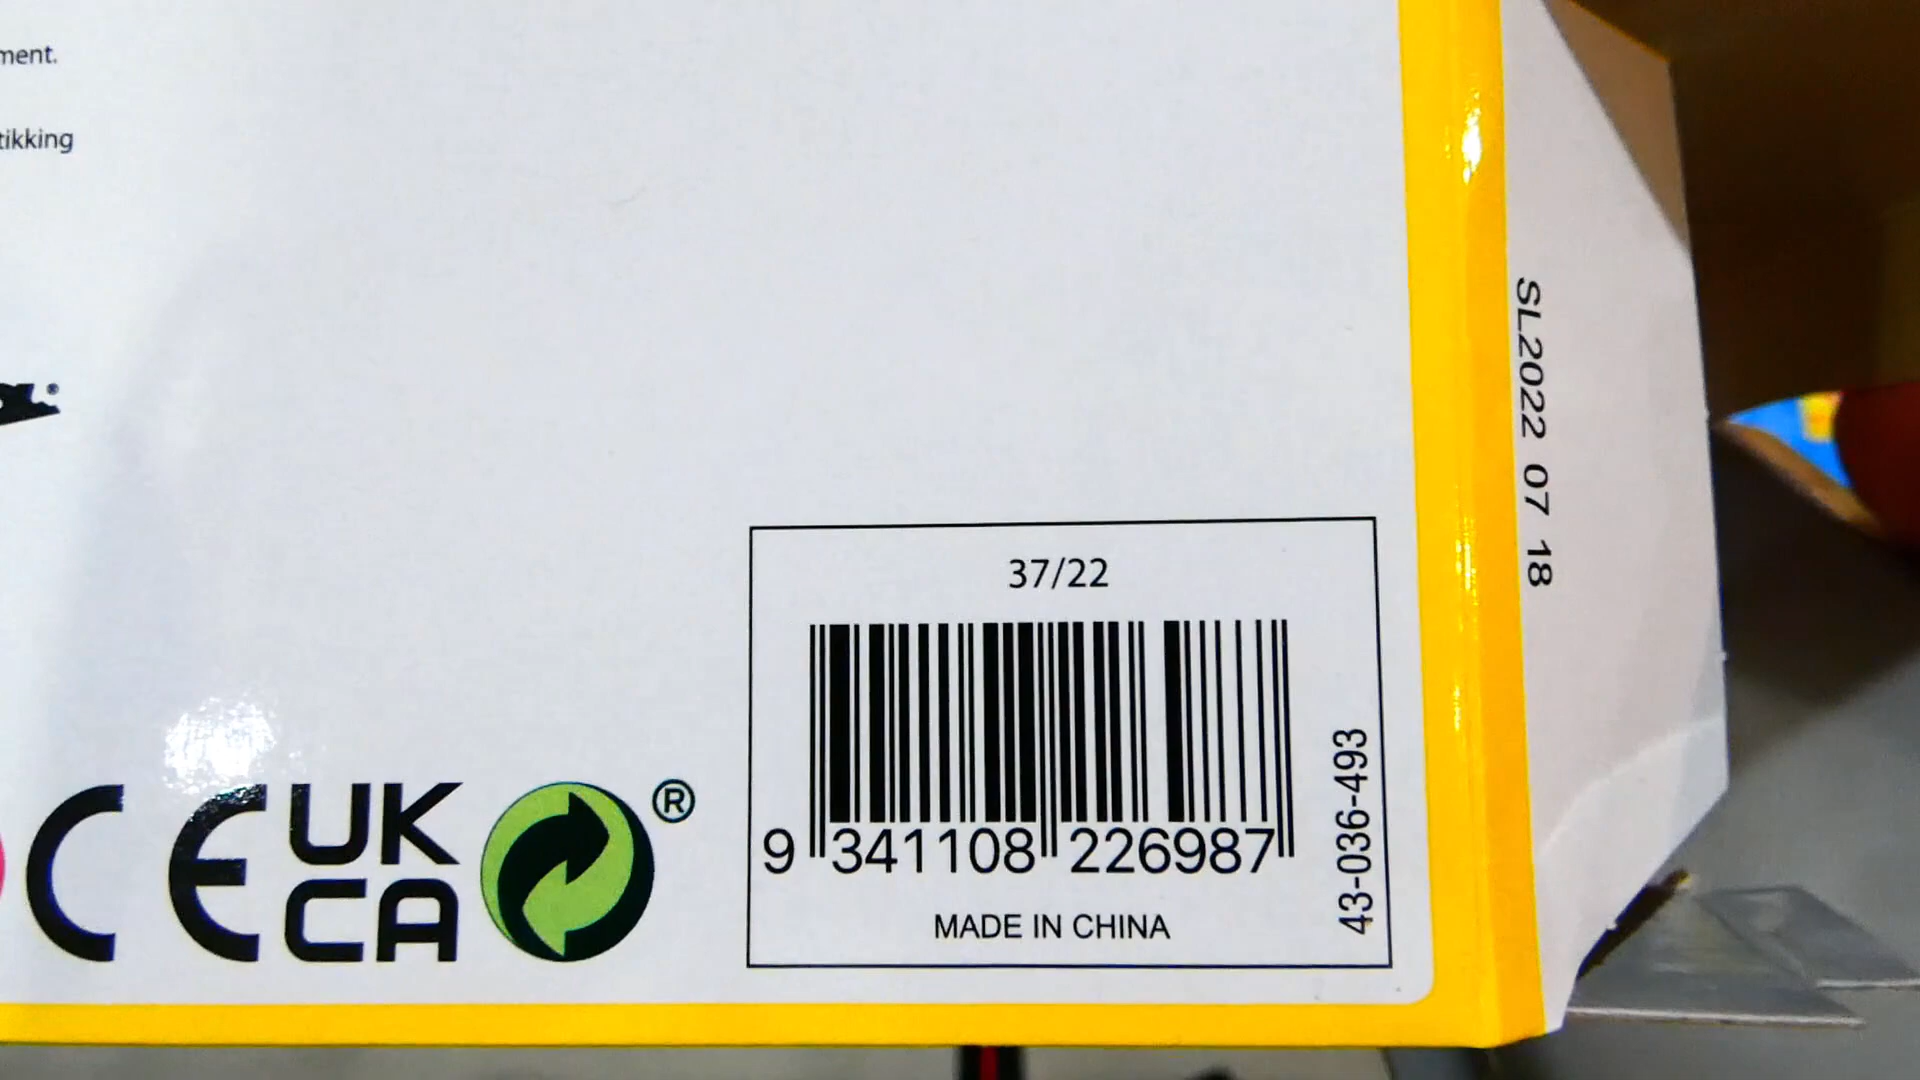 ment.
tikking
37/22
9 341108 226987
MADE IN CHINA
43-036-493
CE
UK
CA
®
SL2022 07 18